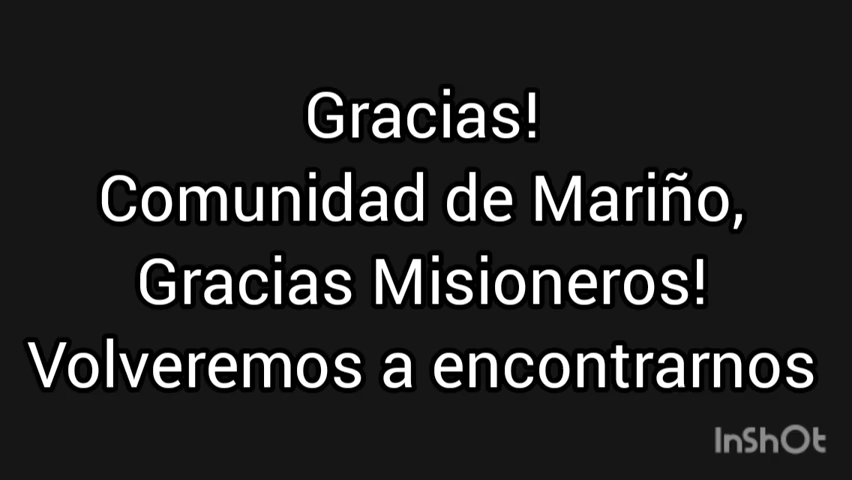 Gracias!
Comunidad de Mariño,
Gracias Misioneros!
Volveremos a encontrarnos
InShOt